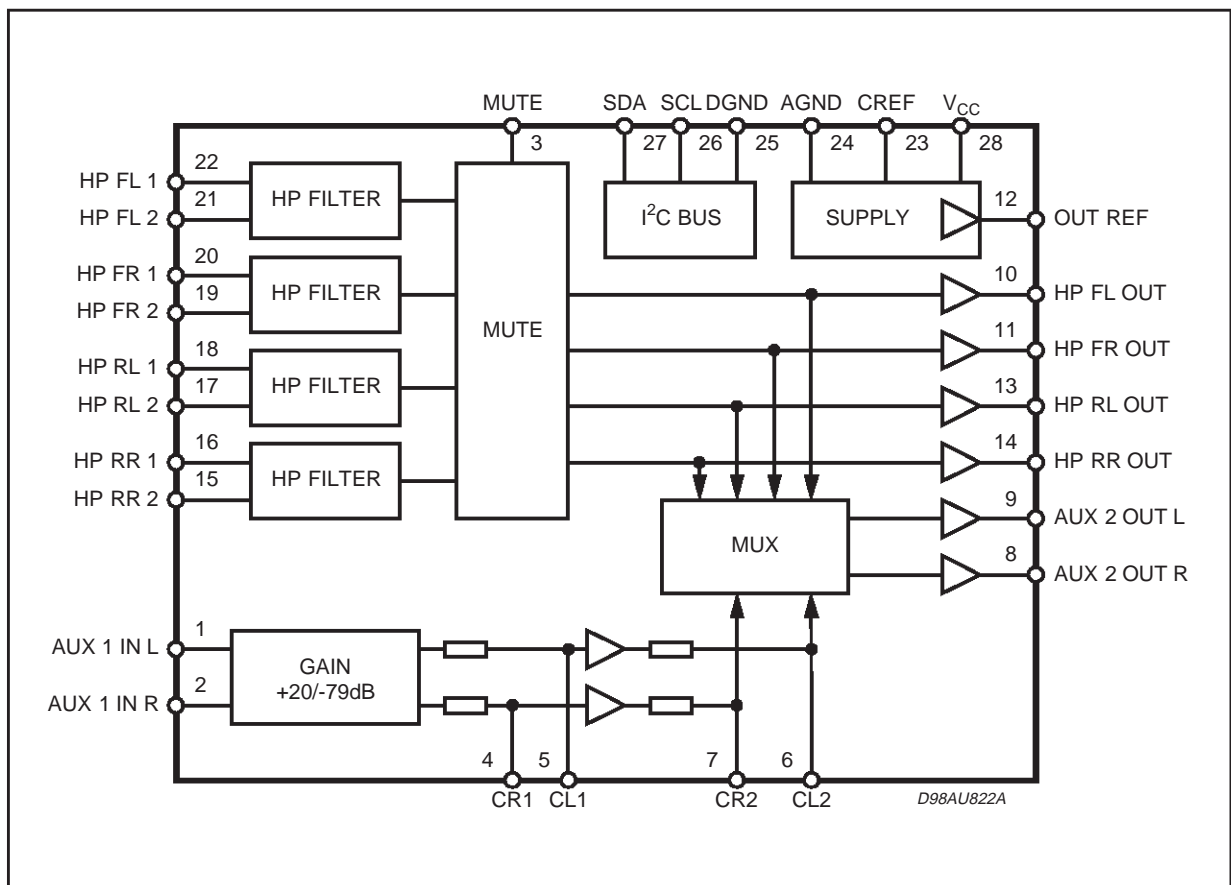 MUTE SDA SCL DGND AGND CREF VCC
3 27 26 25 24 23 28
22
HP FL 1
21
HP FL 2
HP FILTER
I2C BUS
SUPPLY
12
OUT REF
20
HP FR 1
19
HP FR 2
HP FILTER
MUTE
10
HP FL OUT
11
HP FR OUT
18
HP RL 1
17
HP RL 2
HP FILTER
13
HP RL OUT
16
HP RR 1
15
HP RR 2
HP FILTER
14
HP RR OUT
MUX
9
AUX 2 OUT L
8
AUX 2 OUT R
1
AUX 1 IN L
2
AUX 1 IN R
GAIN
+20/-79dB
4 5 7 6
CR1 CL1 CR2 CL2
D98AU822A